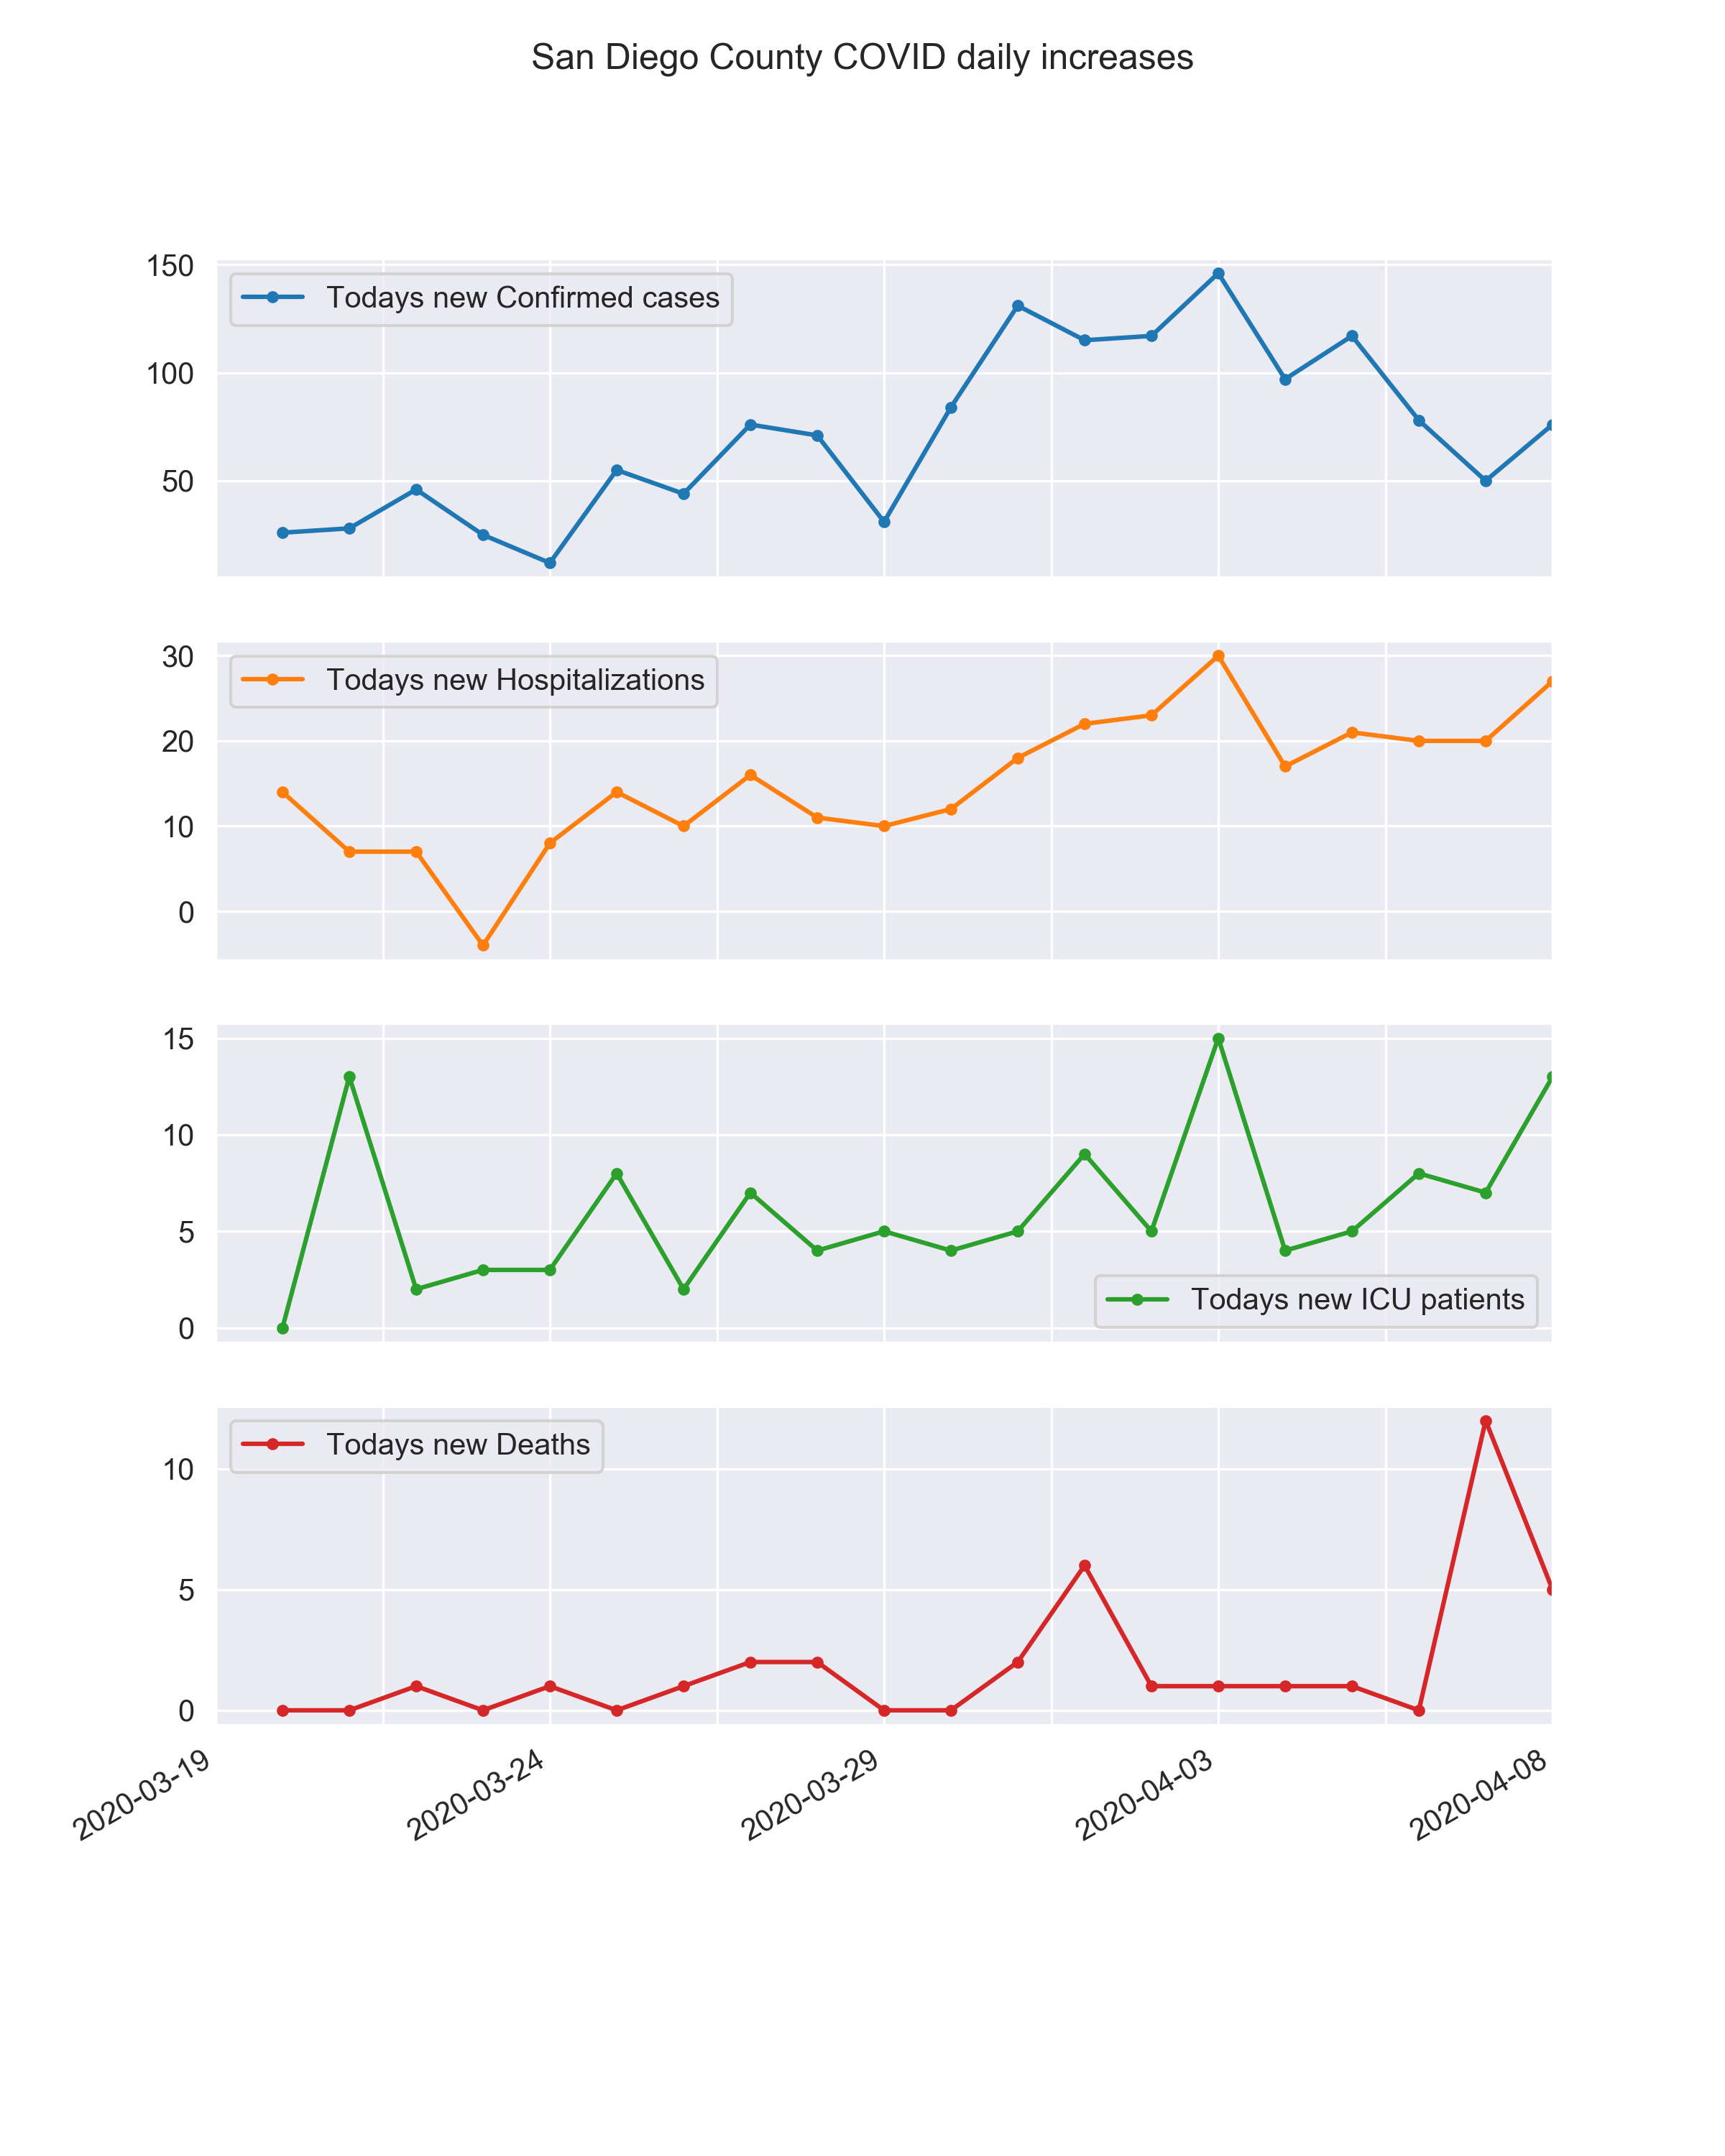 San Diego County COVID daily increases
150
Todays new Confirmed cases
100
50
30
Todays new Hospitalizations
20
10
0
15
10
5
Todays new ICU patients
0
Todays new Deaths
10
5
0
2020-03-19 2020-03-24 2020-03-29 2020-04-03 2020-04-08